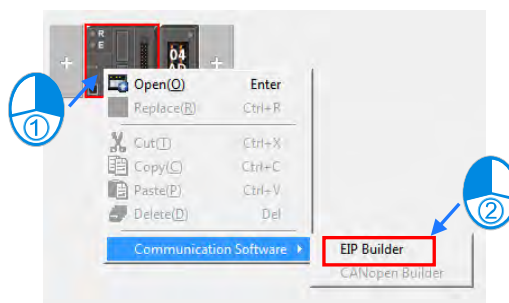 R
E
04
AD
+
+
Open(O) Enter
Replace(R) Ctrl+R
Cut(T) Ctrl+X
Copy(C) Ctrl+C
Paste(P) Ctrl+V
Delete(D) Del
Communication Software
EIP Builder
CANopen Builder
1
2